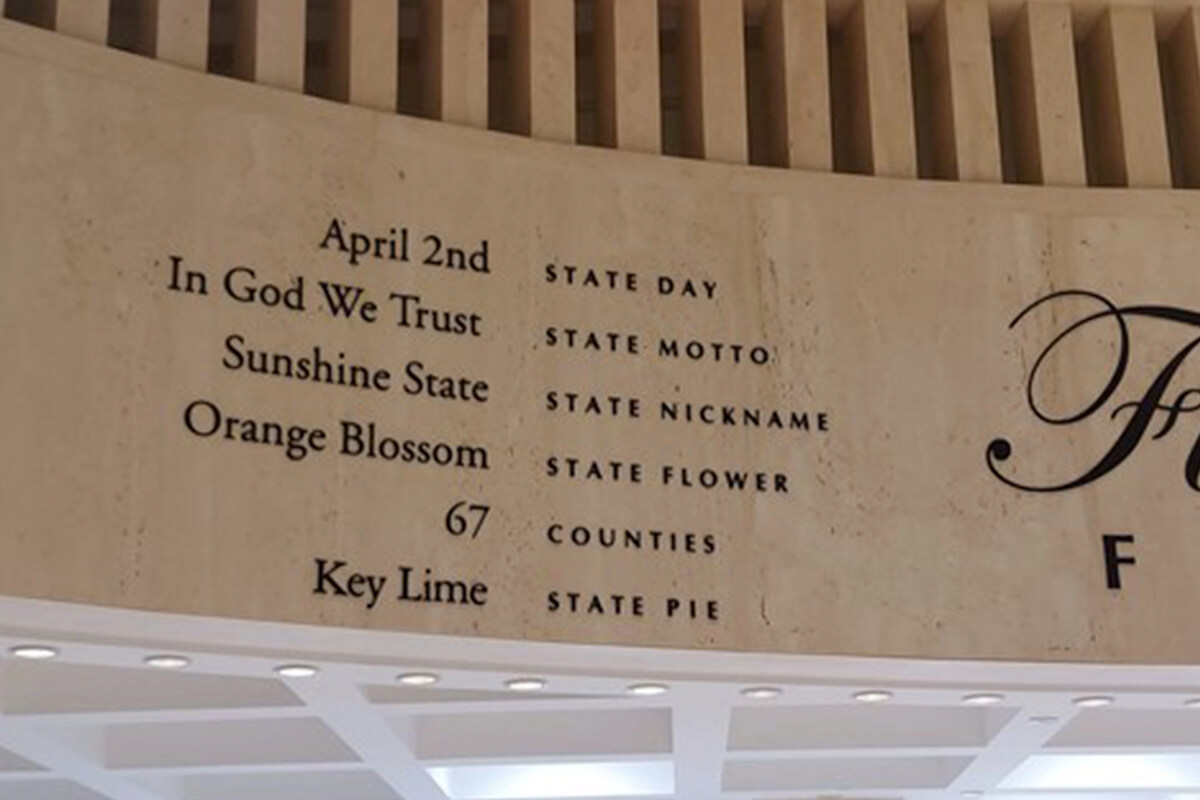 April 2nd STATE DAY
In God We Trust STATE MOTTO
Sunshine State STATE NICKNAME
Orange Blossom STATE FLOWER
67 COUNTIES
Key Lime STATE PIE
F